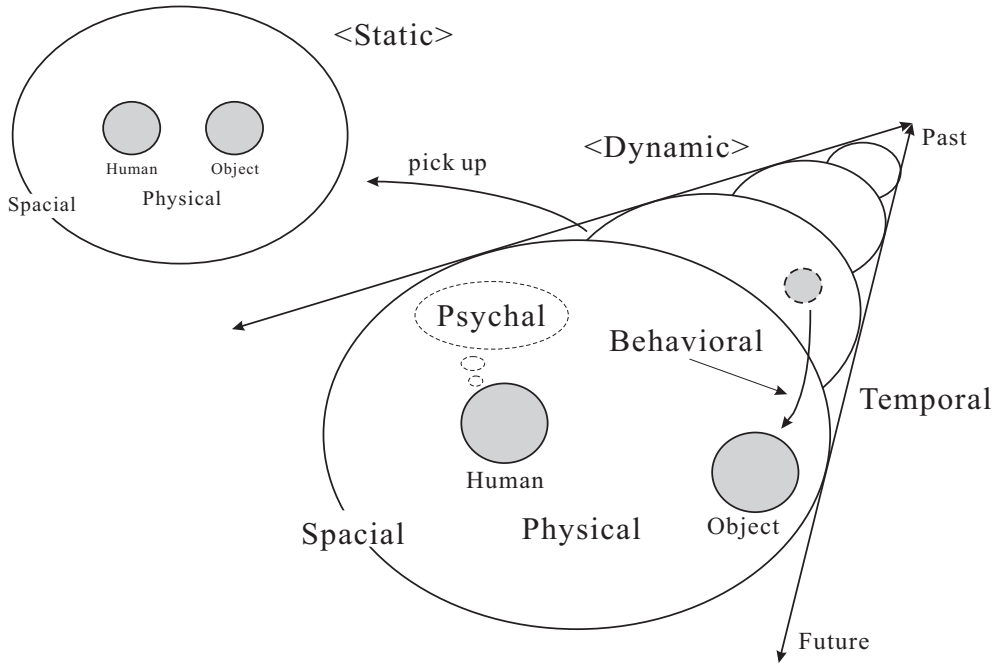 <Static>
Human
Object
Physical
Spacial
pick up
<Dynamic>
Past
Psychal
Behavioral
Temporal
Human
Physical
Object
Spacial
Future